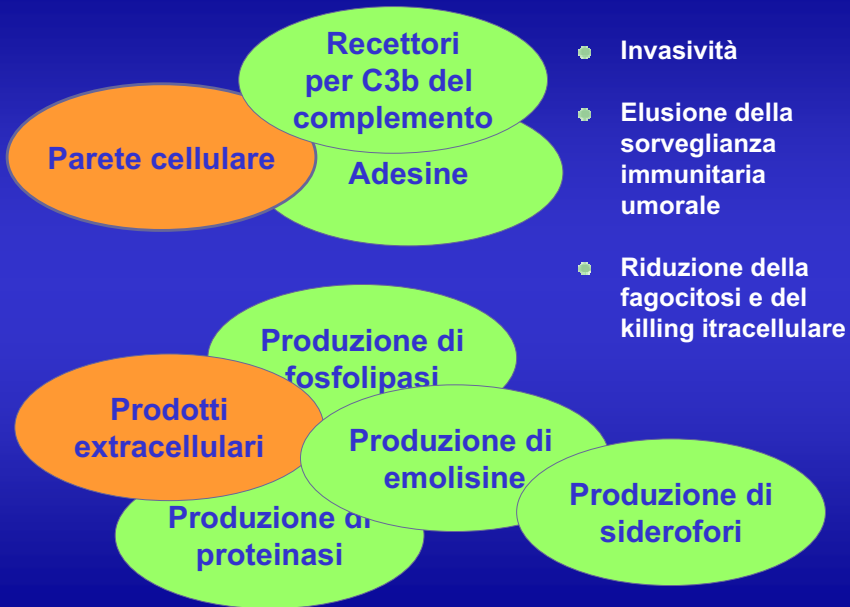 Recettori
per C3b del
complemento
Parete cellulare
Adesine
Invasività
Elusione della
sorveglianza
immunitaria
umorale
Riduzione della
fagocitosi e del
killing itracellulare
Produzione di
fosfolipasi
Prodotti
extracellulari
Produzione di
emolisine
Produzione di
siderofori
Produzione di
proteinasi